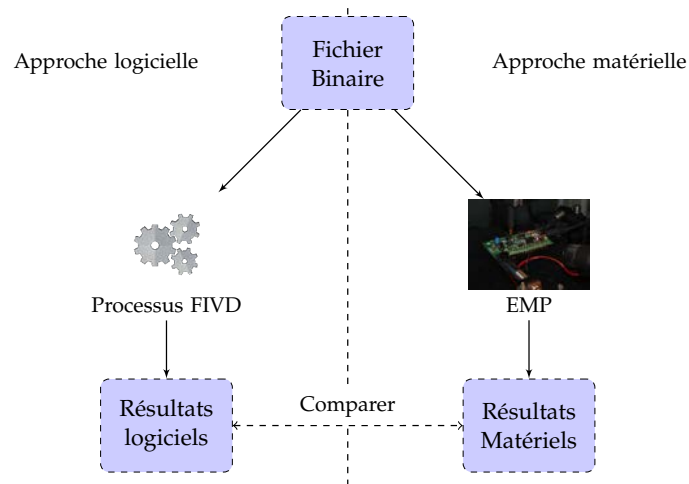 Fichier
Binaire
Approche logicielle
Approche matérielle
Processus FIVD
EMP
Comparer
Résultats
logiciels
Résultats
Matériels